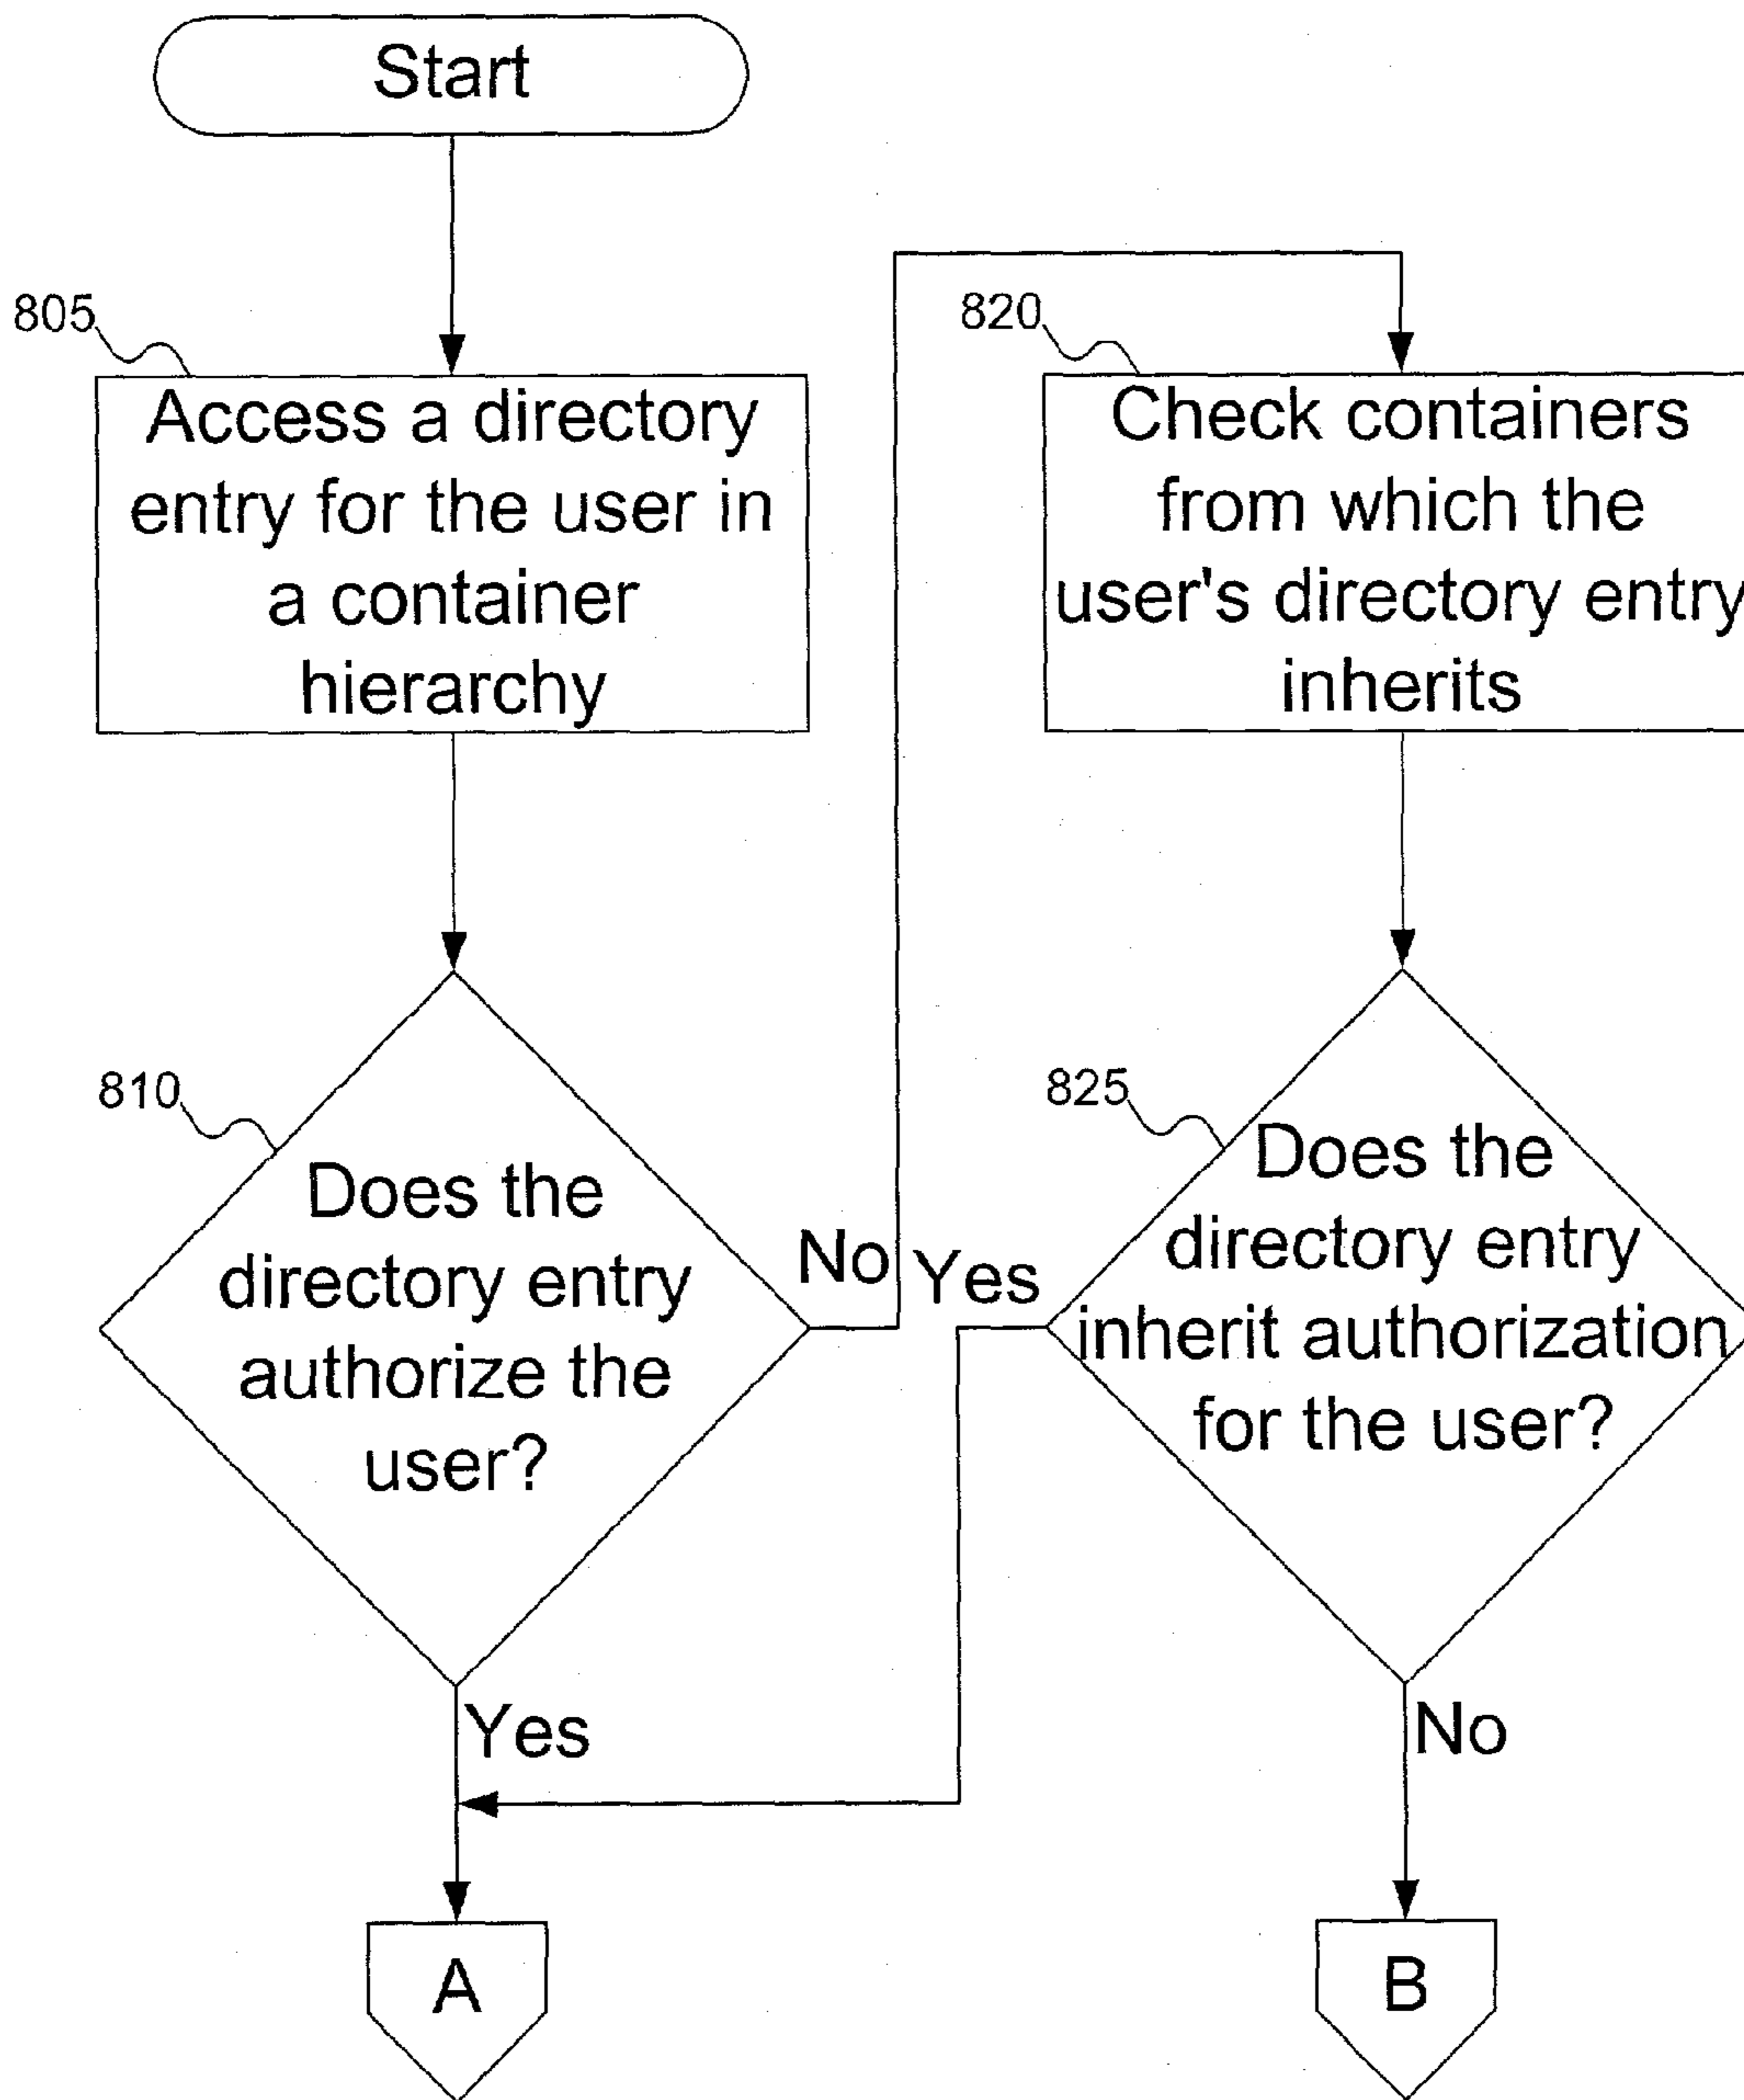 Start
805
Access a directory
entry for the user in
a container
hierarchy
810
Does the
directory entry
authorize the
user?
No
Yes
820
Check containers
from which the
user's directory entry
inherits
825
Does the
directory entry
inherit authorization
for the user?
Yes
No
A
B